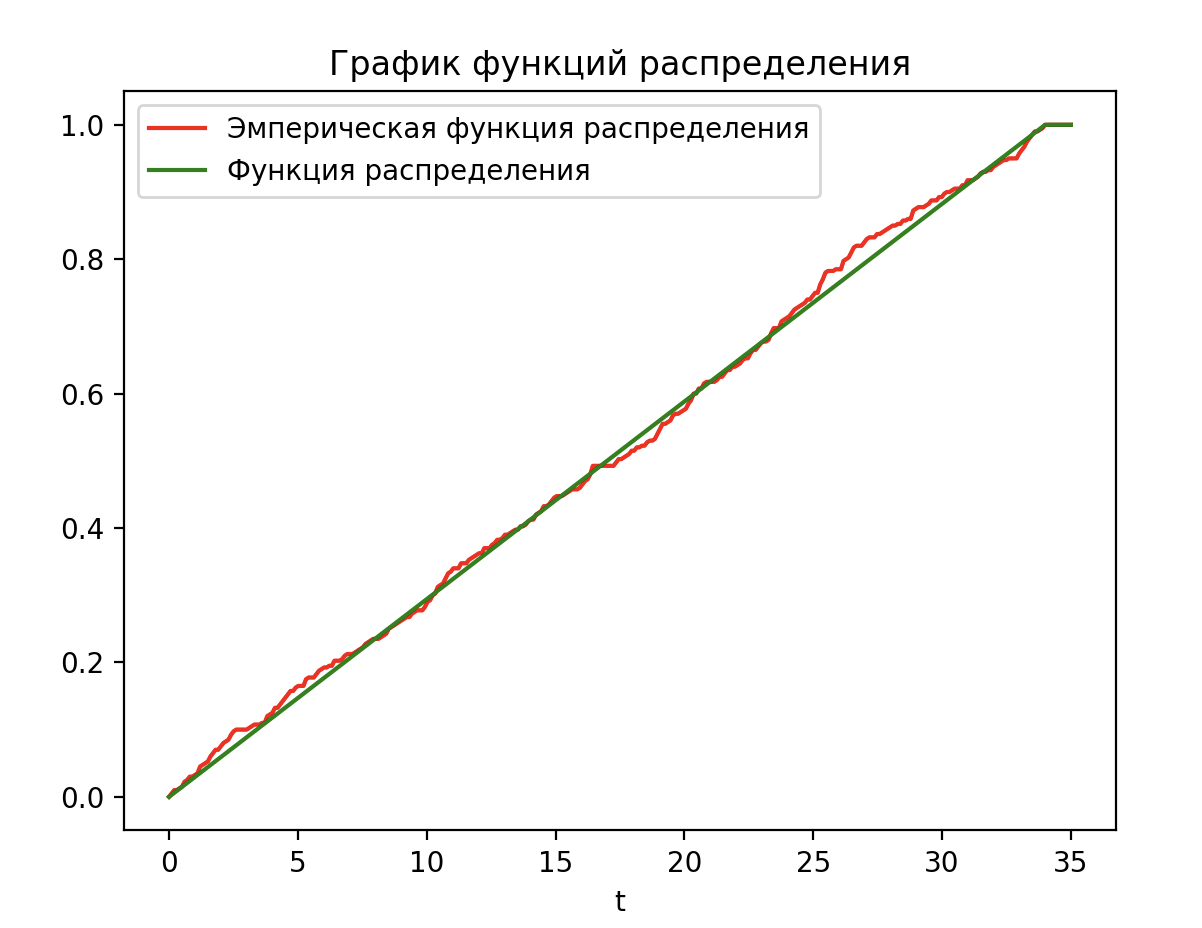 График функций распределения
Эмперическая функция распределения
Функция распределения
1.0
0.8
0.6
0.4
0.2
0.0
0 5 10 15 20 25 30 35
t